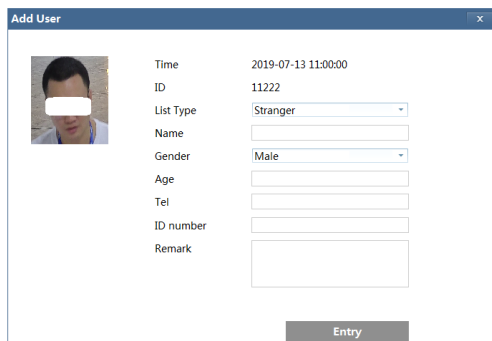 Add User x
Time 2019-07-13 11:00:00
ID 11222
List Type Stranger
Name
Gender Male
Age
Tel
ID number
Remark
Entry